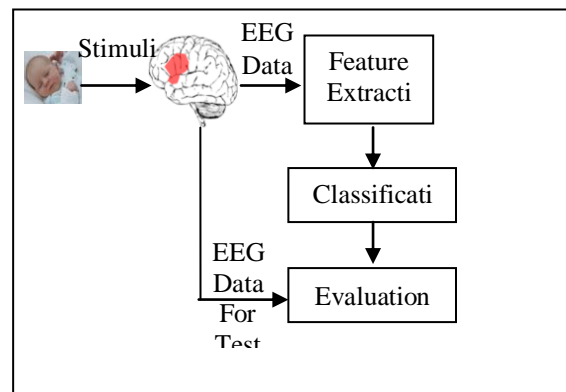 Stimuli
EEG
Data
Feature
Extracti
Classificati
EEG
Data
For
Test
Evaluation